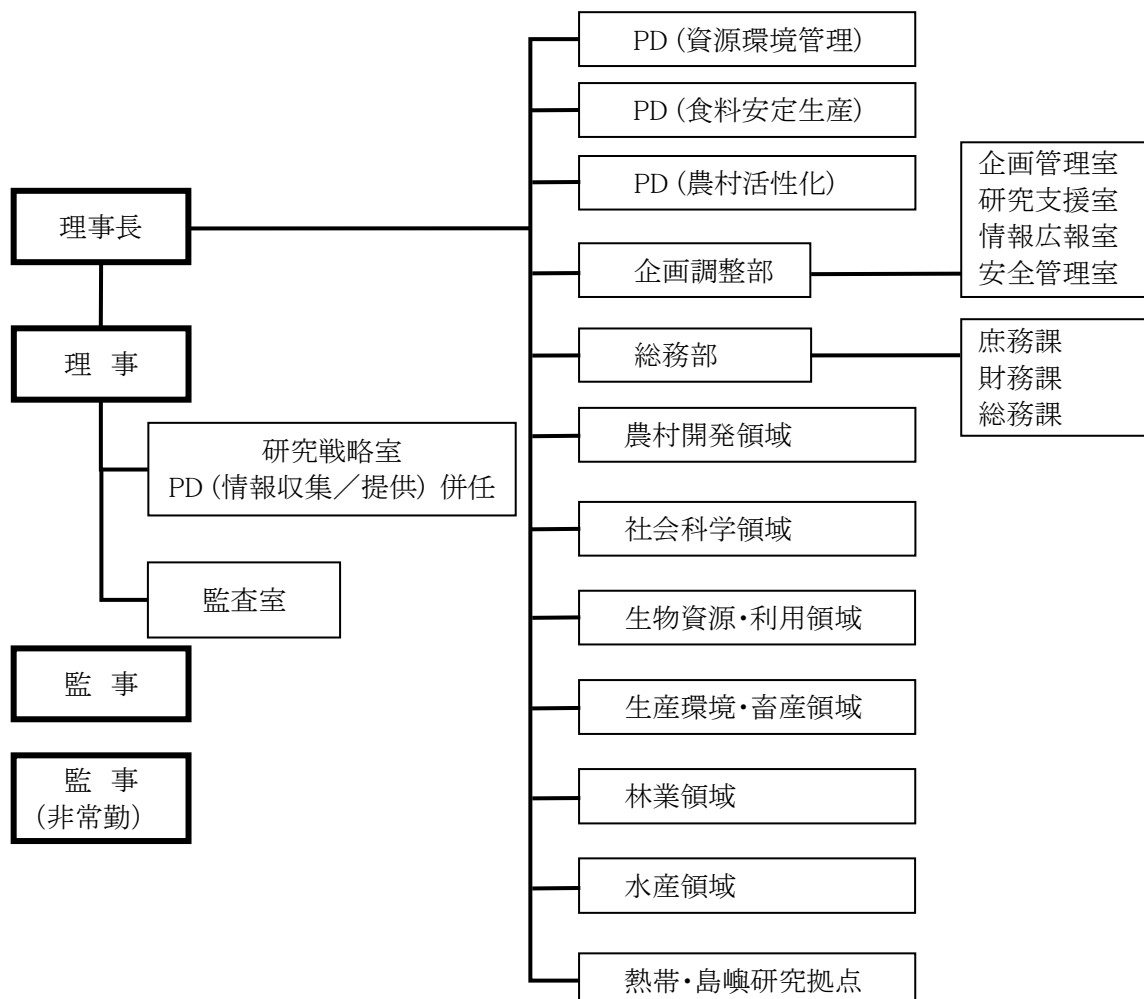 理事長
理 事
研究戦略室
PD（情報収集／提供）併任
監査室
監 事
監 事
（非常勤）
PD（資源環境管理）
PD（食料安定生産）
PD（農村活性化）
企画調整部
総務部
農村開発領域
社会科学領域
生物資源・利用領域
生産環境・畜産領域
林業領域
水産領域
熱帯・島嶼研究拠点
企画管理室
研究支援室
情報広報室
安全管理室
庶務課
財務課
総務課